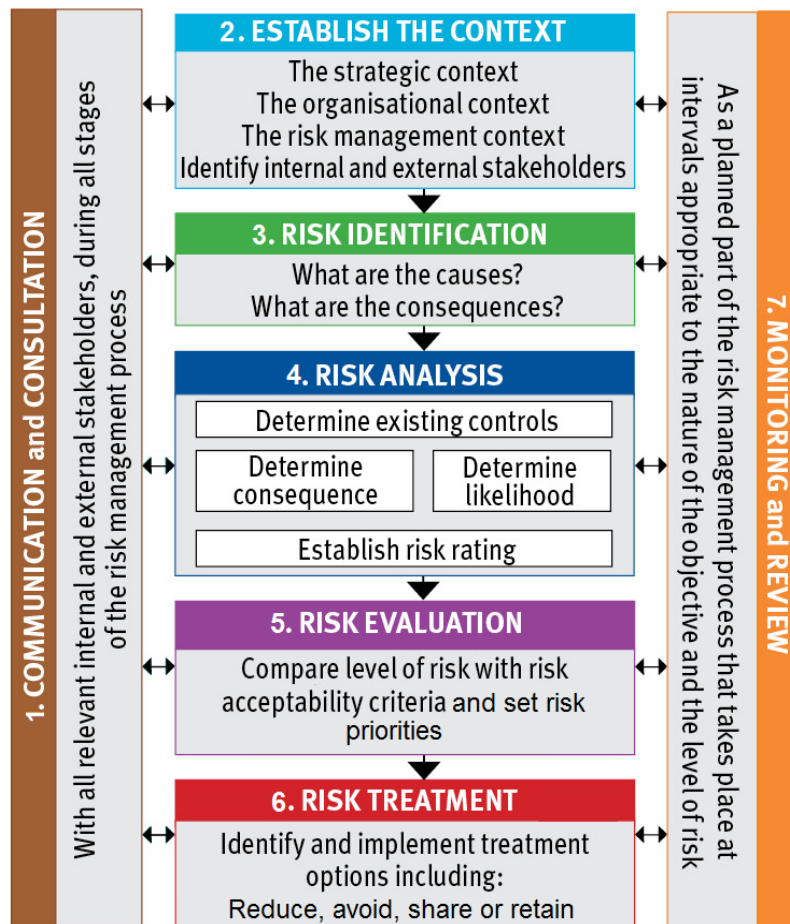 1. COMMUNICATION and CONSULTATION
With all relevant internal and external stakeholders, during all stages
of the risk management process
2. ESTABLISH THE CONTEXT
The strategic context
The organisational context
The risk management context
Identify internal and external stakeholders
3. RISK IDENTIFICATION
What are the causes?
What are the consequences?
4. RISK ANALYSIS
Determine existing controls
Determine
consequence
Determine
likelihood
Establish risk rating
5. RISK EVALUATION
Compare level of risk with risk
acceptability criteria and set risk
priorities
6. RISK TREATMENT
Identify and implement treatment
options including:
Reduce, avoid, share or retain
As a planned part of the risk management process that takes place at
intervals appropriate to the nature of the objective and the level of risk
7. MONITORING and REVIEW